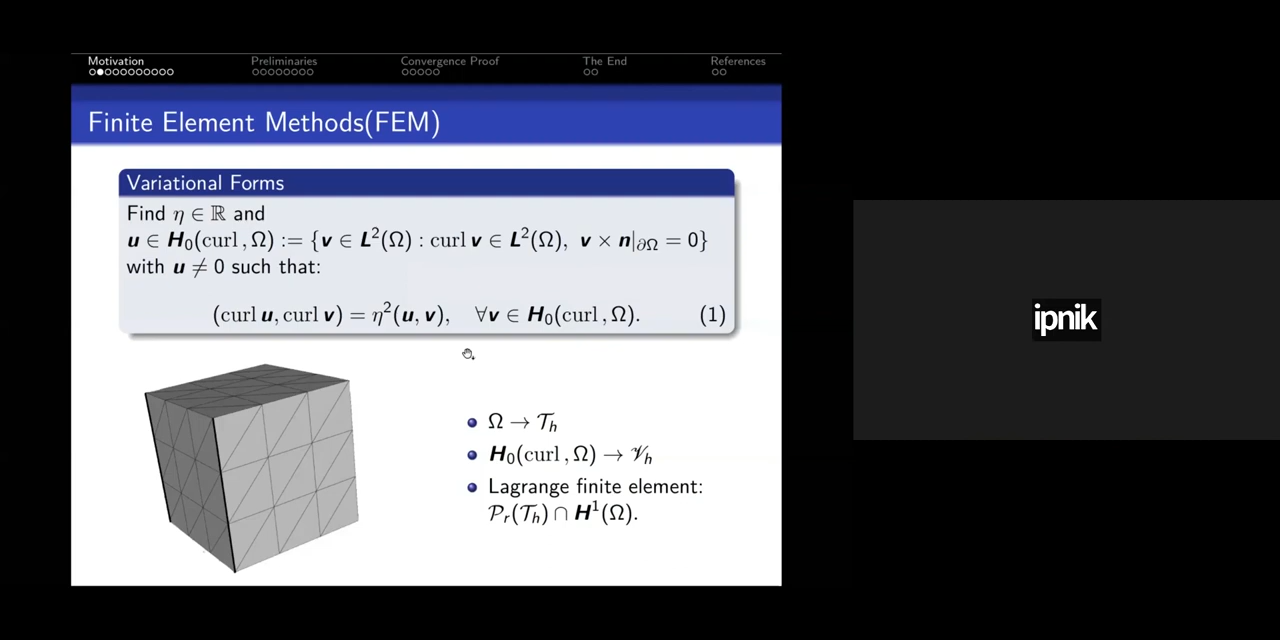 Motivation
Preliminaries
Convergence Proof
The End
References
Finite Element Methods(FEM)
Variational Forms
Find η ∈ ℝ and
u ∈ H₀(curl, Ω) := {v ∈ L²(Ω) : curl v ∈ L²(Ω), v × n|∂Ω = 0}
with u ≠ 0 such that:
(curl u, curl v) = η²(u, v), ∀v ∈ H₀(curl, Ω). (1)
Ω → 𝒯ₕ
H₀(curl, Ω) → 𝒱ₕ
Lagrange finite element:
𝒫ᵣ(𝒯ₕ) ∩ H¹(Ω).
ipnik